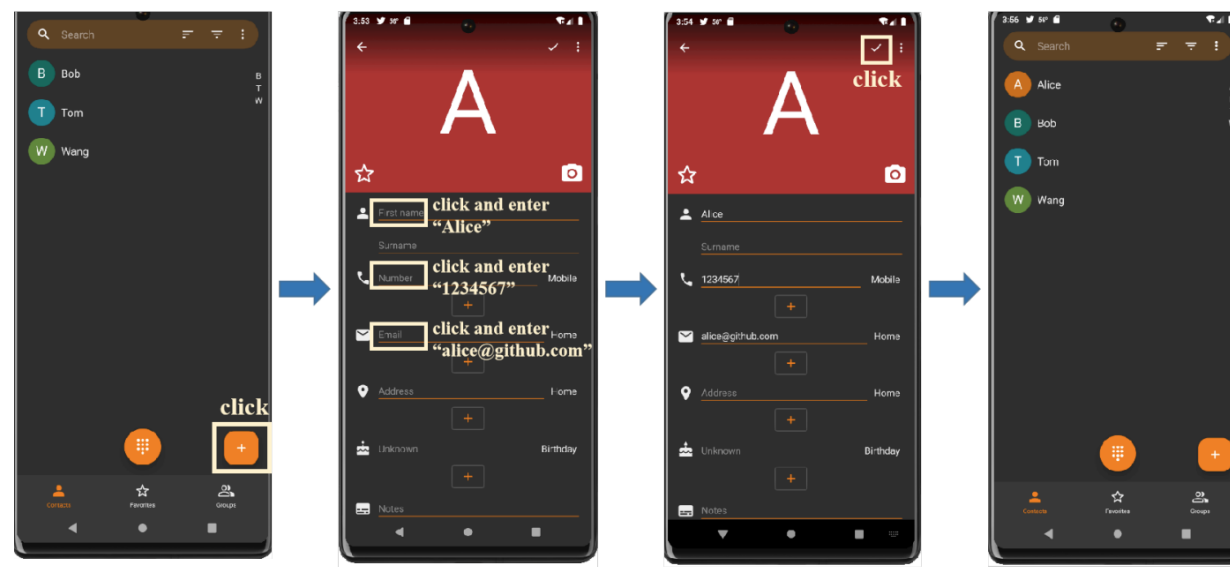 Search
B Bob
T Tom
W Wang
B
T
W
click
+
Contacts
Favorites
Groups
3:53
A
First name
click and enter
“Alice”
Surname
Number
click and enter
“1234567”
Mobile
+
Email
click and enter
“alice@github.com”
Home
+
Address
Home
+
Unknown
Birthday
+
Notes
3:54
click
A
Alice
Surname
1234567
Mobile
+
alice@github.com
Home
+
Address
Home
+
Unknown
Birthday
+
Notes
3:56
Search
A Alice
B Bob
T Tom
W Wang
+
Contacts
Favorites
Groups